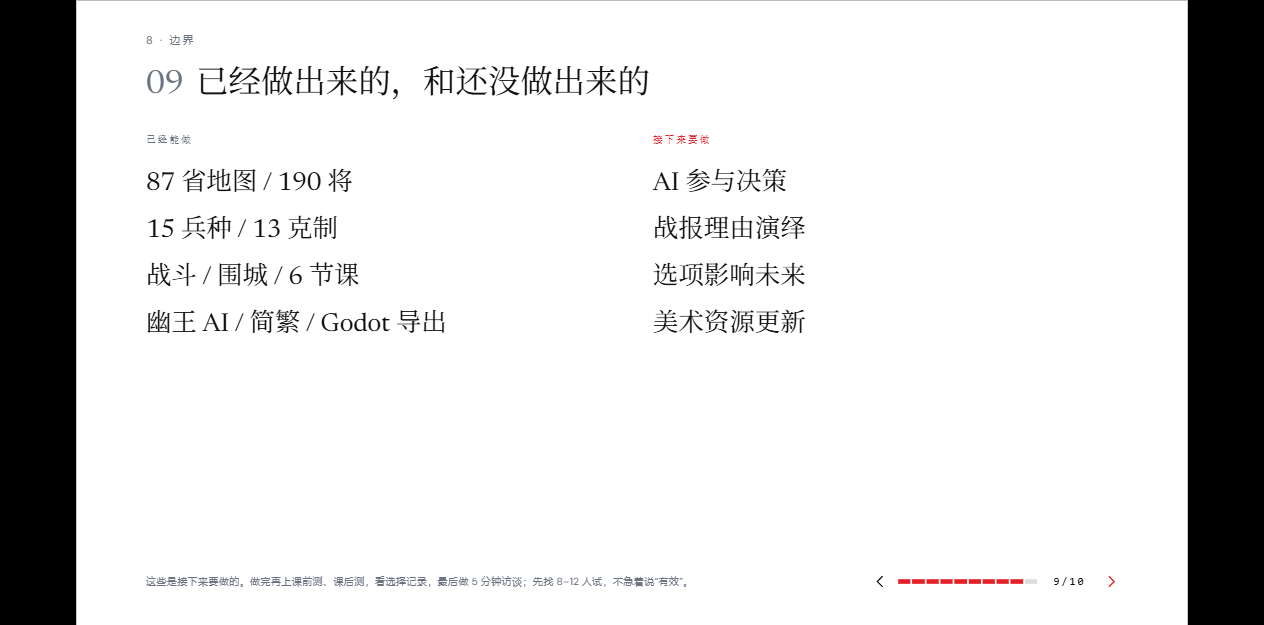 8 · 边界
09 已经做出来的，和还没做出来的
已经能做
87 省地图 / 190 将
15 兵种 / 13 克制
战斗 / 围城 / 6 节课
幽王 AI / 简繁 / Godot 导出
接下来要做
AI 参与决策
战报理由演绎
选项影响未来
美术资源更新
这些是接下来要做的。做完再上课前测、课后测，看选择记录，最后做 5 分钟访谈；先找 8–12 人试，不急着说“有效”。
9/10